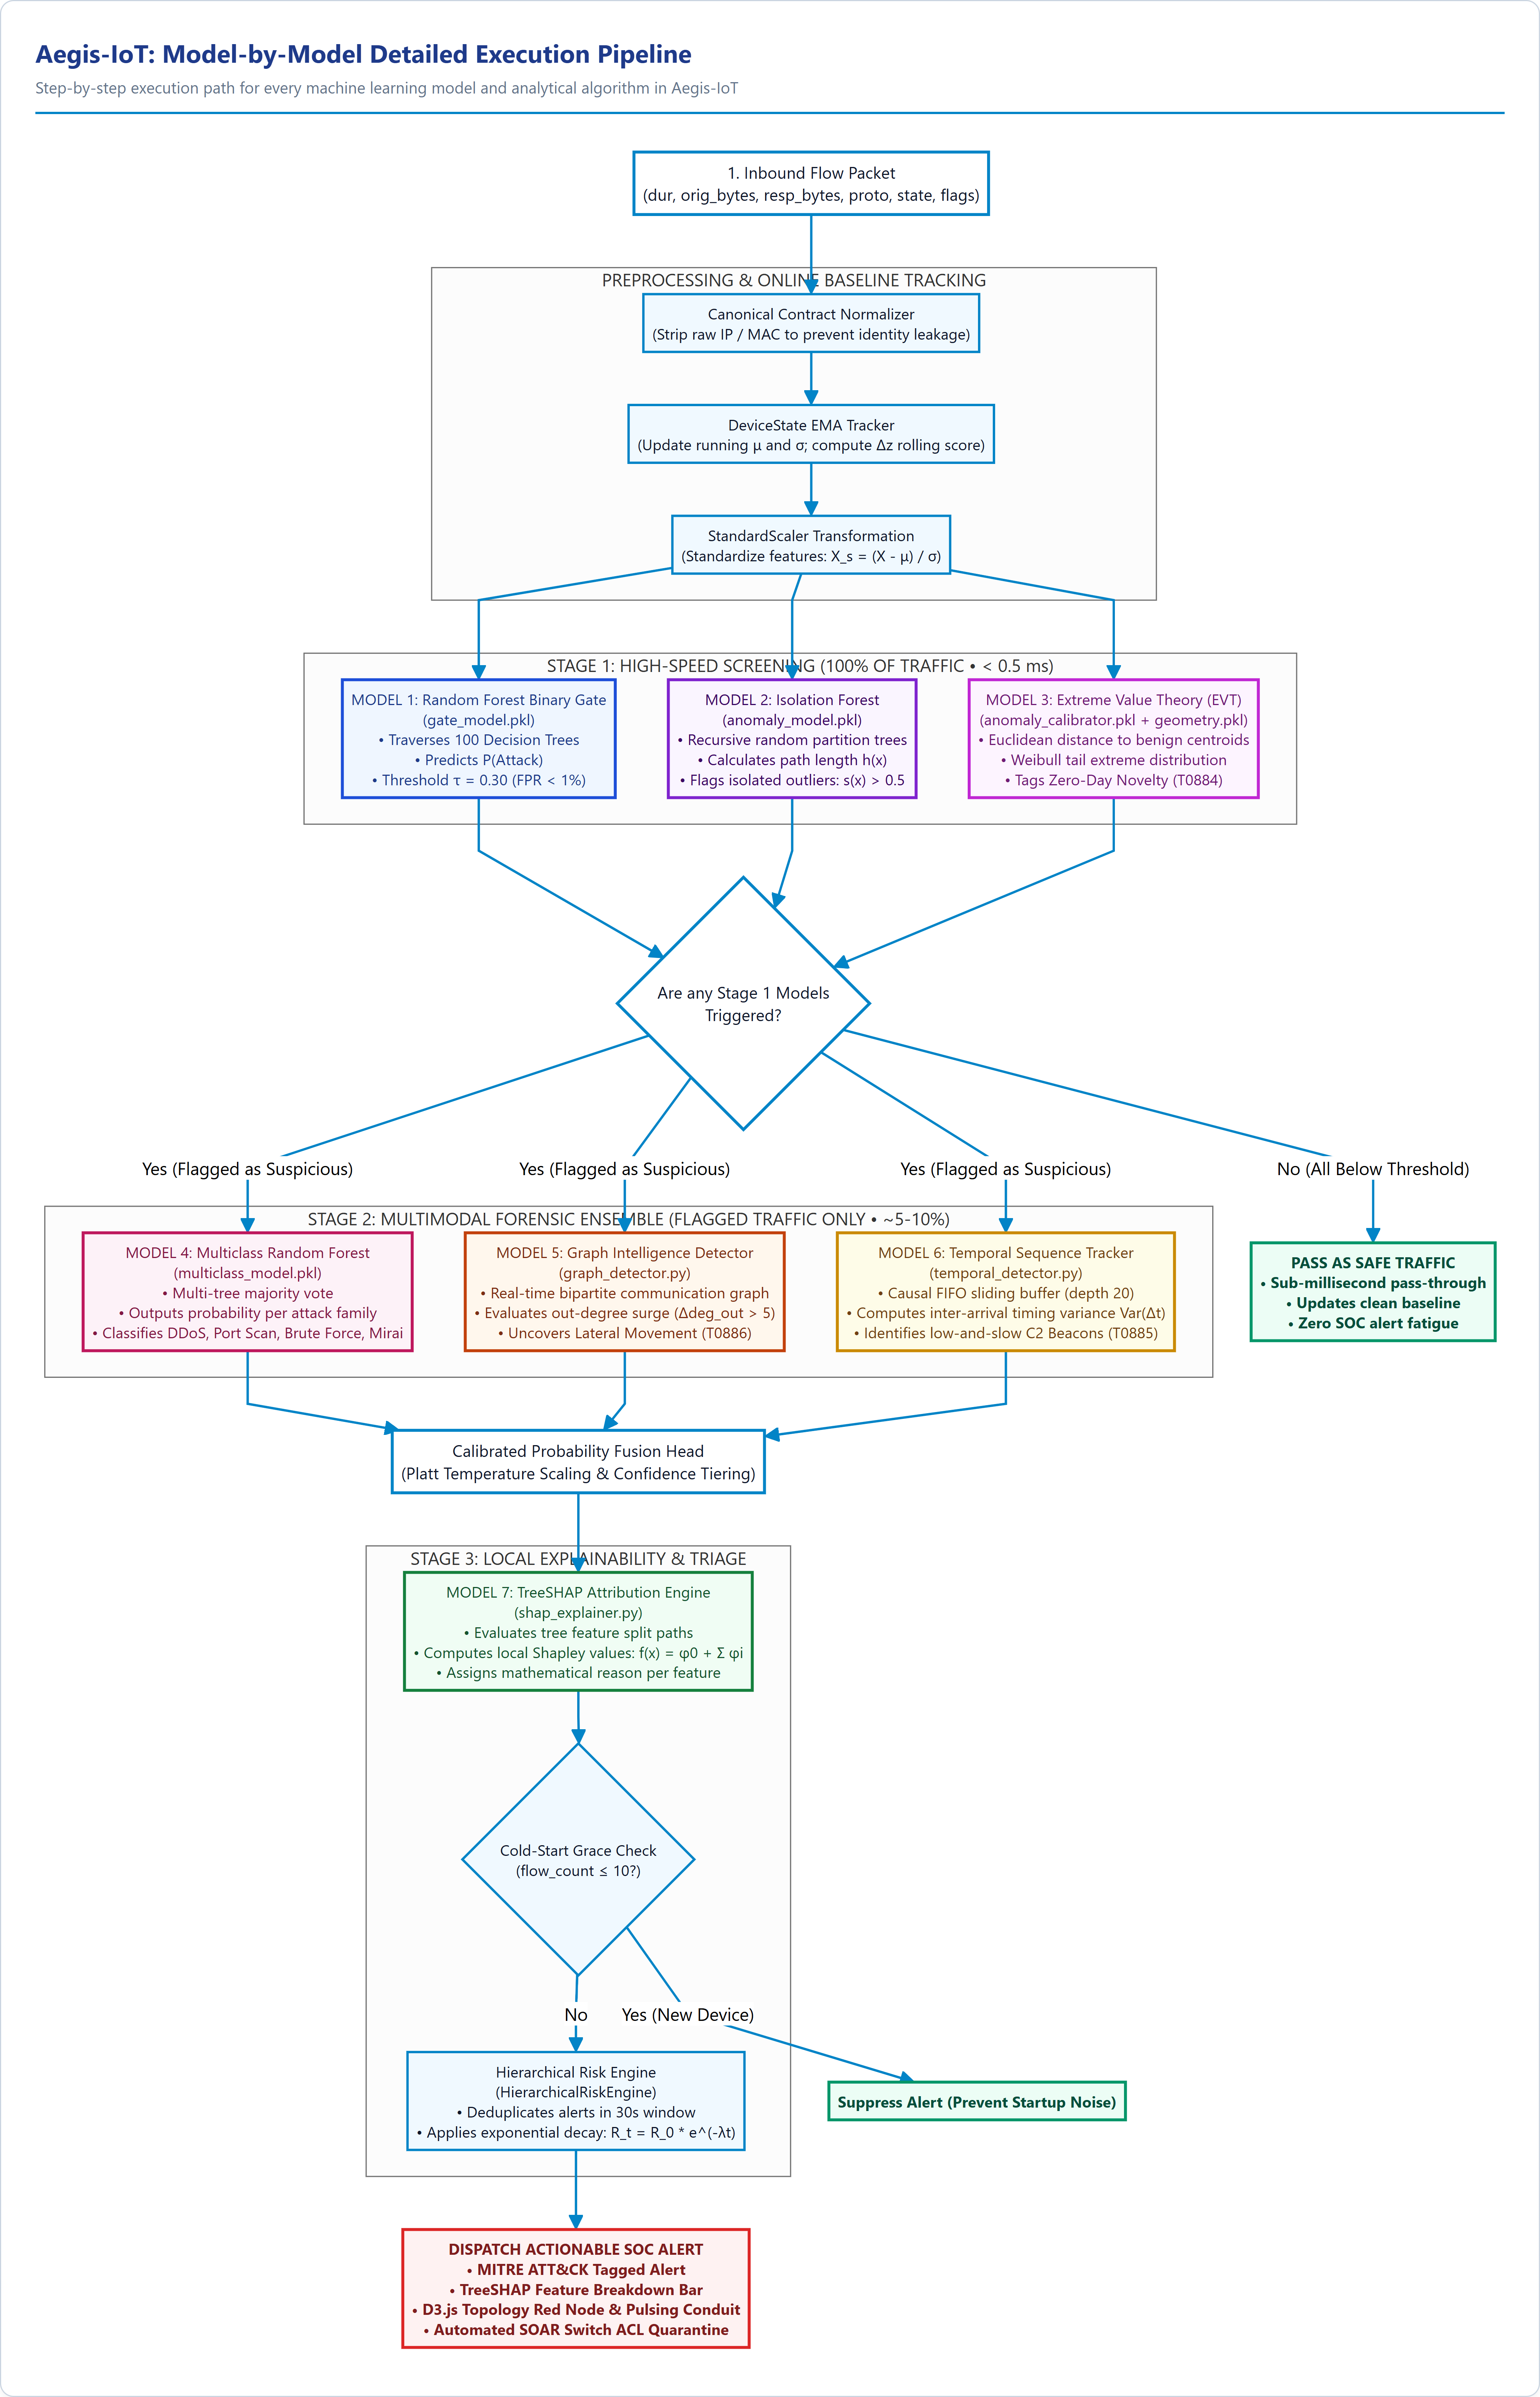 Aegis-IoT: Model-by-Model Detailed Execution Pipeline
Step-by-step execution path for every machine learning model and analytical algorithm in Aegis-IoT
1. Inbound Flow Packet
(dur, orig_bytes, resp_bytes, proto, state, flags)
PREPROCESSING & ONLINE BASELINE TRACKING
Canonical Contract Normalizer
(Strip raw IP / MAC to prevent identity leakage)
DeviceState EMA Tracker
(Update running μ and σ; compute Δz rolling score)
StandardScaler Transformation
(Standardize features: X_s = (X - μ) / σ)
STAGE 1: HIGH-SPEED SCREENING (100% OF TRAFFIC • < 0.5 ms)
MODEL 1: Random Forest Binary Gate
(gate_model.pkl)
• Traverses 100 Decision Trees
• Predicts P(Attack)
• Threshold τ = 0.30 (FPR < 1%)
MODEL 2: Isolation Forest
(anomaly_model.pkl)
• Recursive random partition trees
• Calculates path length h(x)
• Flags isolated outliers: s(x) > 0.5
MODEL 3: Extreme Value Theory (EVT)
(anomaly_calibrator.pkl + geometry.pkl)
• Euclidean distance to benign centroids
• Weibull tail extreme distribution
• Tags Zero-Day Novelty (T0884)
Are any Stage 1 Models
Triggered?
Yes (Flagged as Suspicious)
Yes (Flagged as Suspicious)
Yes (Flagged as Suspicious)
No (All Below Threshold)
STAGE 2: MULTIMODAL FORENSIC ENSEMBLE (FLAGGED TRAFFIC ONLY • ~5-10%)
MODEL 4: Multiclass Random Forest
(multiclass_model.pkl)
• Multi-tree majority vote
• Outputs probability per attack family
• Classifies DDoS, Port Scan, Brute Force, Mirai
MODEL 5: Graph Intelligence Detector
(graph_detector.py)
• Real-time bipartite communication graph
• Evaluates out-degree surge (Δdeg_out > 5)
• Uncovers Lateral Movement (T0886)
MODEL 6: Temporal Sequence Tracker
(temporal_detector.py)
• Causal FIFO sliding buffer (depth 20)
• Computes inter-arrival timing variance Var(Δt)
• Identifies low-and-slow C2 Beacons (T0885)
PASS AS SAFE TRAFFIC
• Sub-millisecond pass-through
• Updates clean baseline
• Zero SOC alert fatigue
Calibrated Probability Fusion Head
(Platt Temperature Scaling & Confidence Tiering)
STAGE 3: LOCAL EXPLAINABILITY & TRIAGE
MODEL 7: TreeSHAP Attribution Engine
(shap_explainer.py)
• Evaluates tree feature split paths
• Computes local Shapley values: f(x) = φ0 + Σ φi
• Assigns mathematical reason per feature
Cold-Start Grace Check
(flow_count ≤ 10?)
No
Yes (New Device)
Hierarchical Risk Engine
(HierarchicalRiskEngine)
• Deduplicates alerts in 30s window
• Applies exponential decay: R_t = R_0 * e^(-λt)
Suppress Alert (Prevent Startup Noise)
DISPATCH ACTIONABLE SOC ALERT
• MITRE ATT&CK Tagged Alert
• TreeSHAP Feature Breakdown Bar
• D3.js Topology Red Node & Pulsing Conduit
• Automated SOAR Switch ACL Quarantine